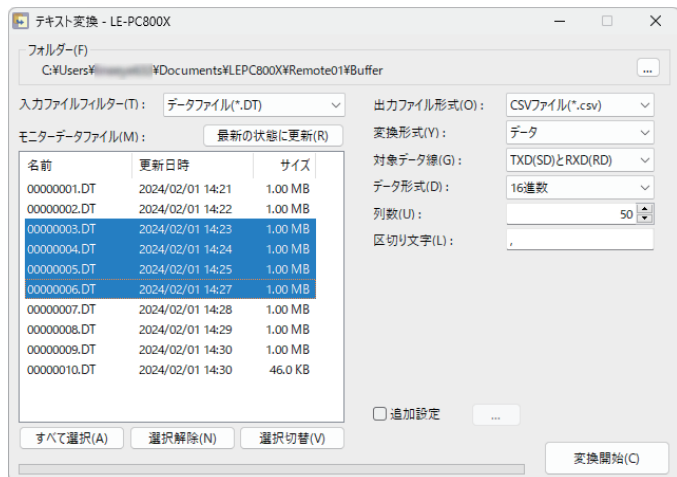 テキスト変換 - LE-PC800X
フォルダー(F)
C:¥Users¥ ¥Documents¥LEPC800X¥Remote01¥Buffer
...
入力ファイルフィルター(T): データファイル(*.DT)
モニターデータファイル(M): 最新の状態に更新(R)
名前 更新日時 サイズ
00000001.DT 2024/02/01 14:21 1.00 MB
00000002.DT 2024/02/01 14:22 1.00 MB
00000003.DT 2024/02/01 14:23 1.00 MB
00000004.DT 2024/02/01 14:24 1.00 MB
00000005.DT 2024/02/01 14:25 1.00 MB
00000006.DT 2024/02/01 14:27 1.00 MB
00000007.DT 2024/02/01 14:28 1.00 MB
00000008.DT 2024/02/01 14:29 1.00 MB
00000009.DT 2024/02/01 14:30 1.00 MB
00000010.DT 2024/02/01 14:30 46.0 KB
すべて選択(A) 選択解除(N) 選択切替(V)
出力ファイル形式(O): CSVファイル(*.csv)
変換形式(Y): データ
対象データ線(G): TXD(SD)とRXD(RD)
データ形式(D): 16進数
列数(U): 50
区切り文字(L): ,
追加設定 ...
変換開始(C)